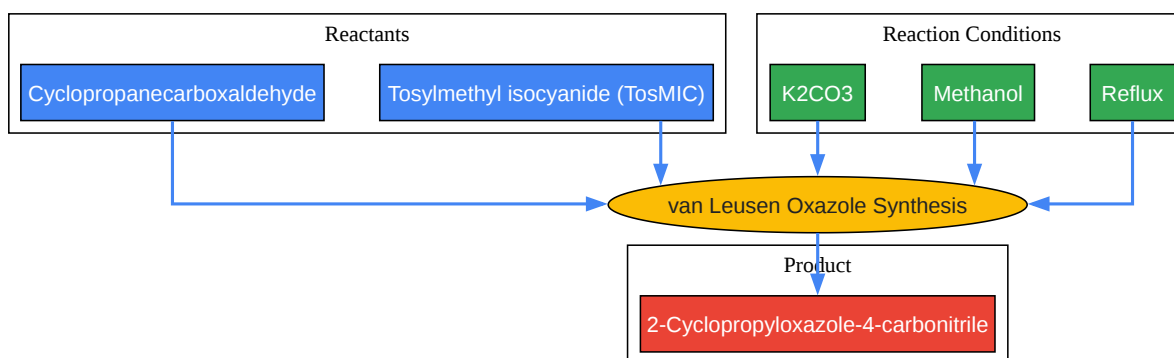 Reactants
Reaction Conditions
Cyclopropanecarboxaldehyde
Tosylmethyl isocyanide (TosMIC)
K2CO3
Methanol
Reflux
van Leusen Oxazole Synthesis
Product
2-Cyclopropyloxazole-4-carbonitrile